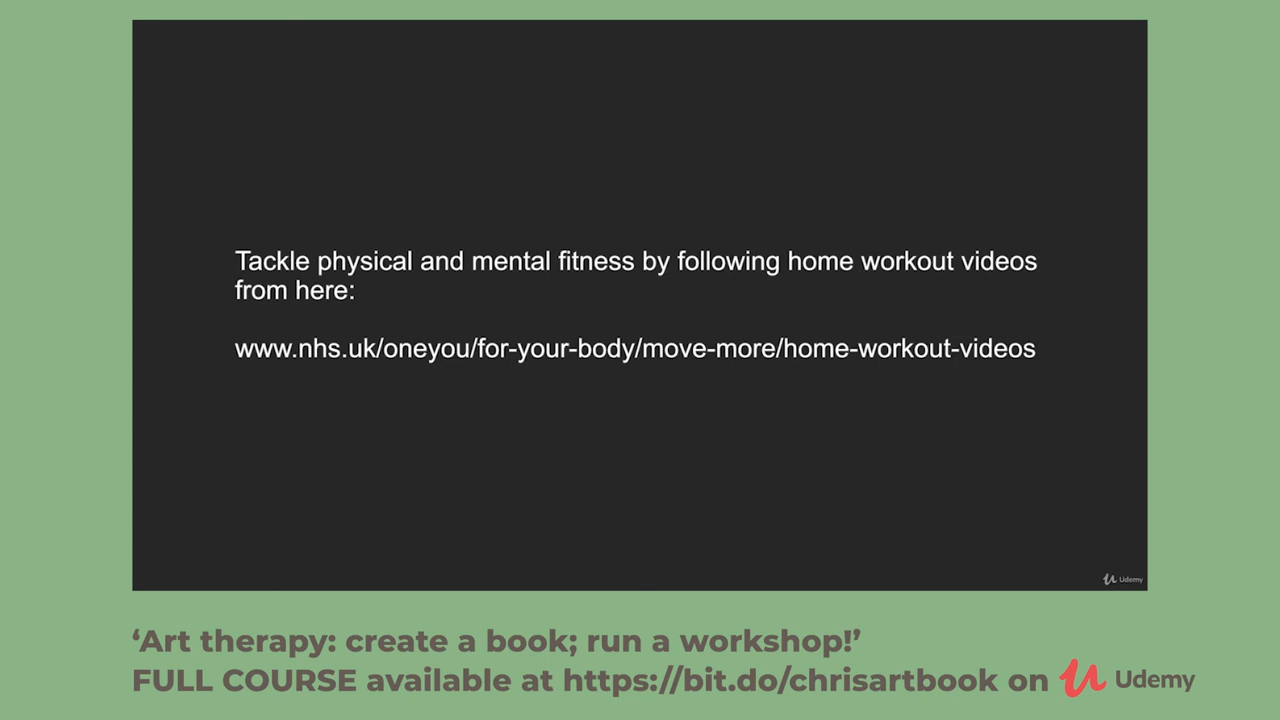 Tackle physical and mental fitness by following home workout videos
from here:
www.nhs.uk/oneyou/for-your-body/move-more/home-workout-videos
Udemy
‘Art therapy: create a book; run a workshop!’
FULL COURSE available at https://bit.do/chrisartbook on Udemy